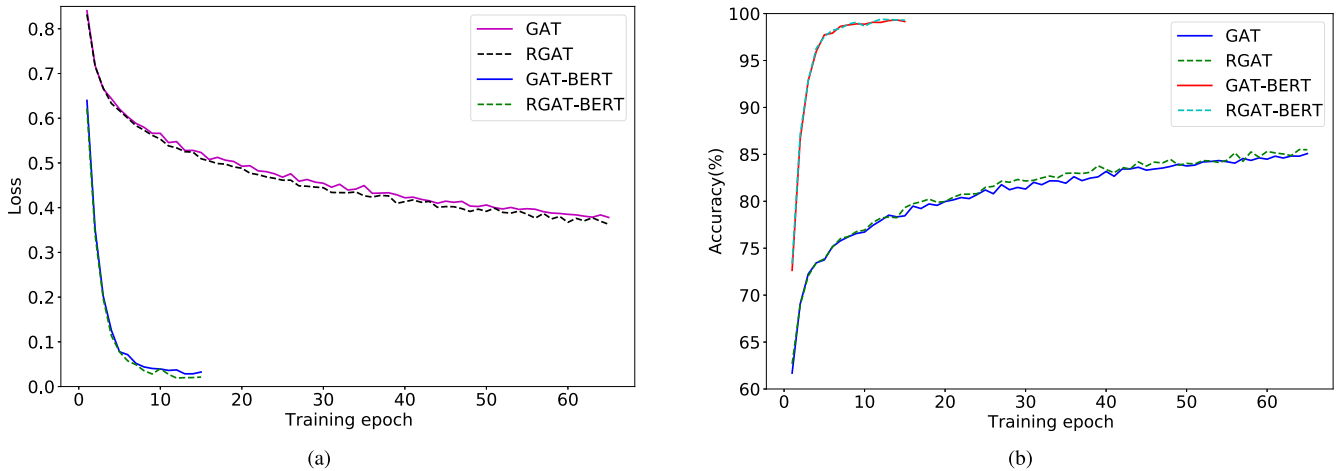 0.8
0.7
0.6
0.5
0.4
0.3
0.2
0.1
0.0
Loss
0 10 20 30 40 50 60
Training epoch
GAT
RGAT
GAT-BERT
RGAT-BERT
(a)
100
95
90
85
80
75
70
65
60
Accuracy(%)
0 10 20 30 40 50 60
Training epoch
GAT
RGAT
GAT-BERT
RGAT-BERT
(b)